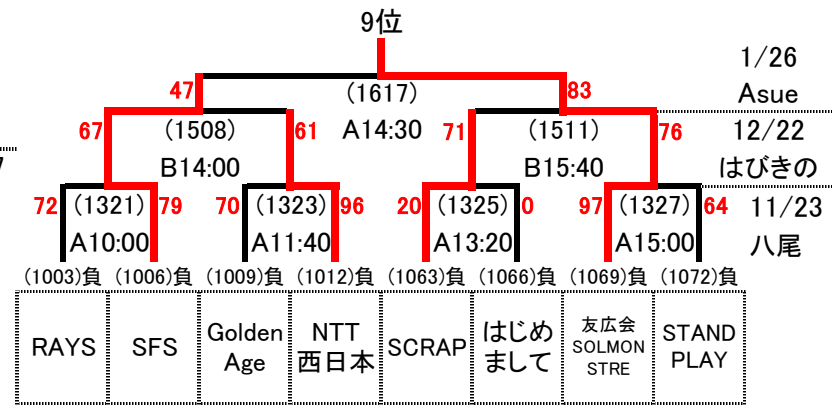 9位
1/26
47
83
(1617)
Asue
A14:30
67
(1508)
61
71
(1511)
76
12/22
B14:00
B15:40
はびきの
72
(1321)
79
70
(1323)
96
20
(1325)
0
97
(1327)
64
11/23
A10:00
A11:40
A13:20
A15:00
八尾
(1003)負
(1006)負
(1009)負
(1012)負
(1063)負
(1066)負
(1069)負
(1072)負
RAYS
SFS
Golden
Age
NTT
西日本
SCRAP
はじめ
まして
友広会
SOLMON
STRE
STAND
PLAY